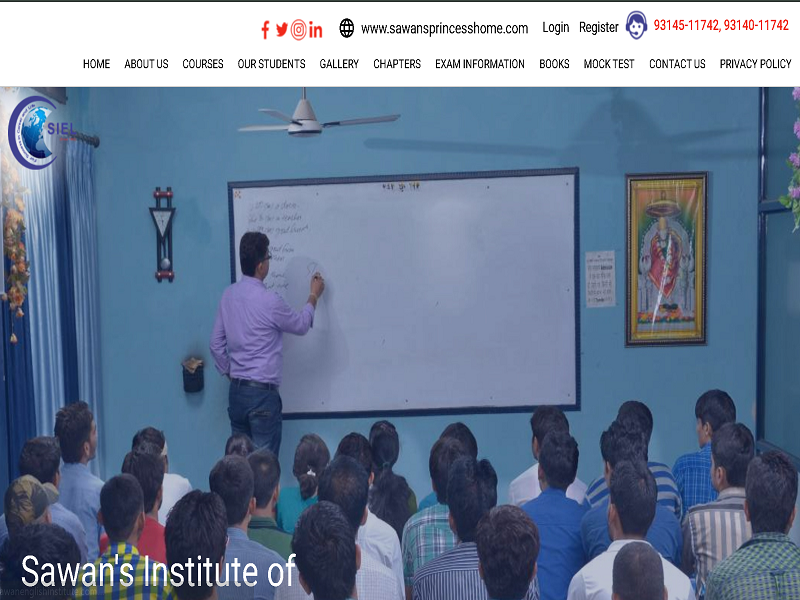 www.sawansprincesshome.com Login Register 93145-11742, 93140-11742
HOME ABOUT US COURSES OUR STUDENTS GALLERY CHAPTERS EXAM INFORMATION BOOKS MOCK TEST CONTACT US PRIVACY POLICY
SIEL
Sawan's Institute of